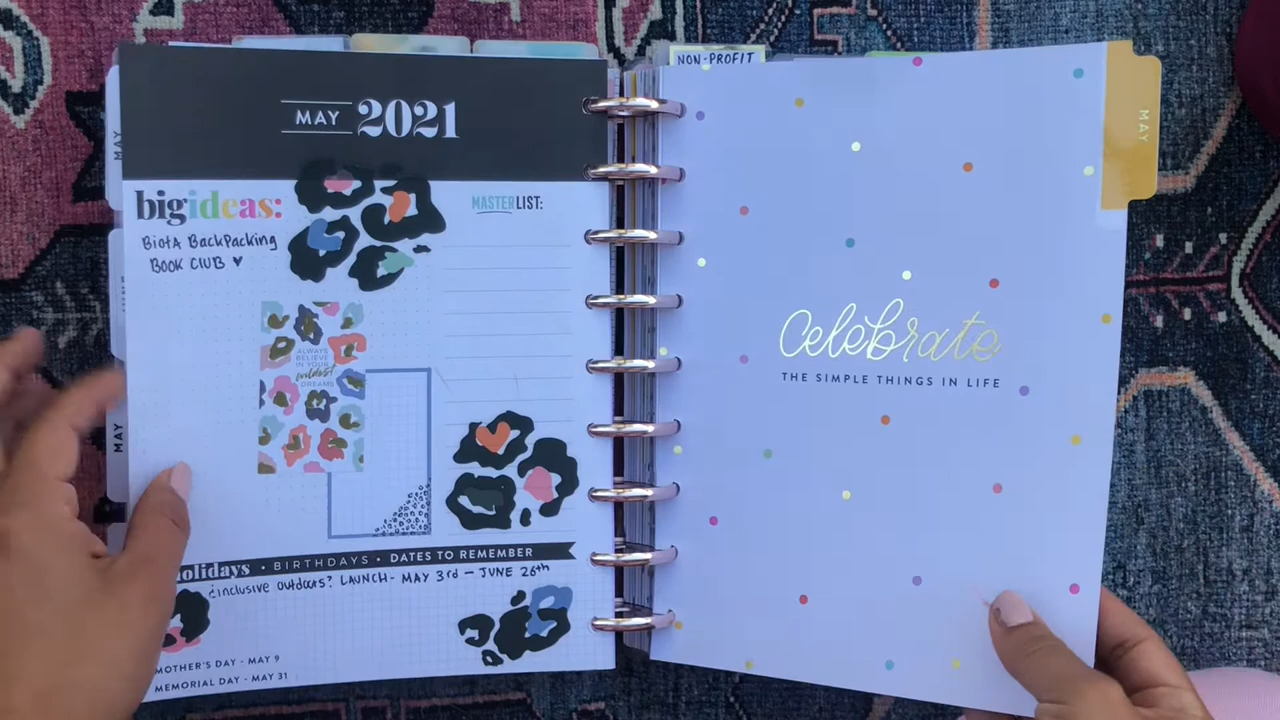 NON-PROFIT
MAY 2021
bigideas:
MASTER LIST:
Biota Backpacking
Book Club ♥
ALWAYS
BELIEVE
IN YOUR
wildest
DREAMS
holidays • BIRTHDAYS • DATES TO REMEMBER
¿inclusive outdoors? LAUNCH - MAY 3rd – JUNE 26th
MOTHER'S DAY - MAY 9
MEMORIAL DAY - MAY 31
MAY
MAY
celebrate
THE SIMPLE THINGS IN LIFE
MAY